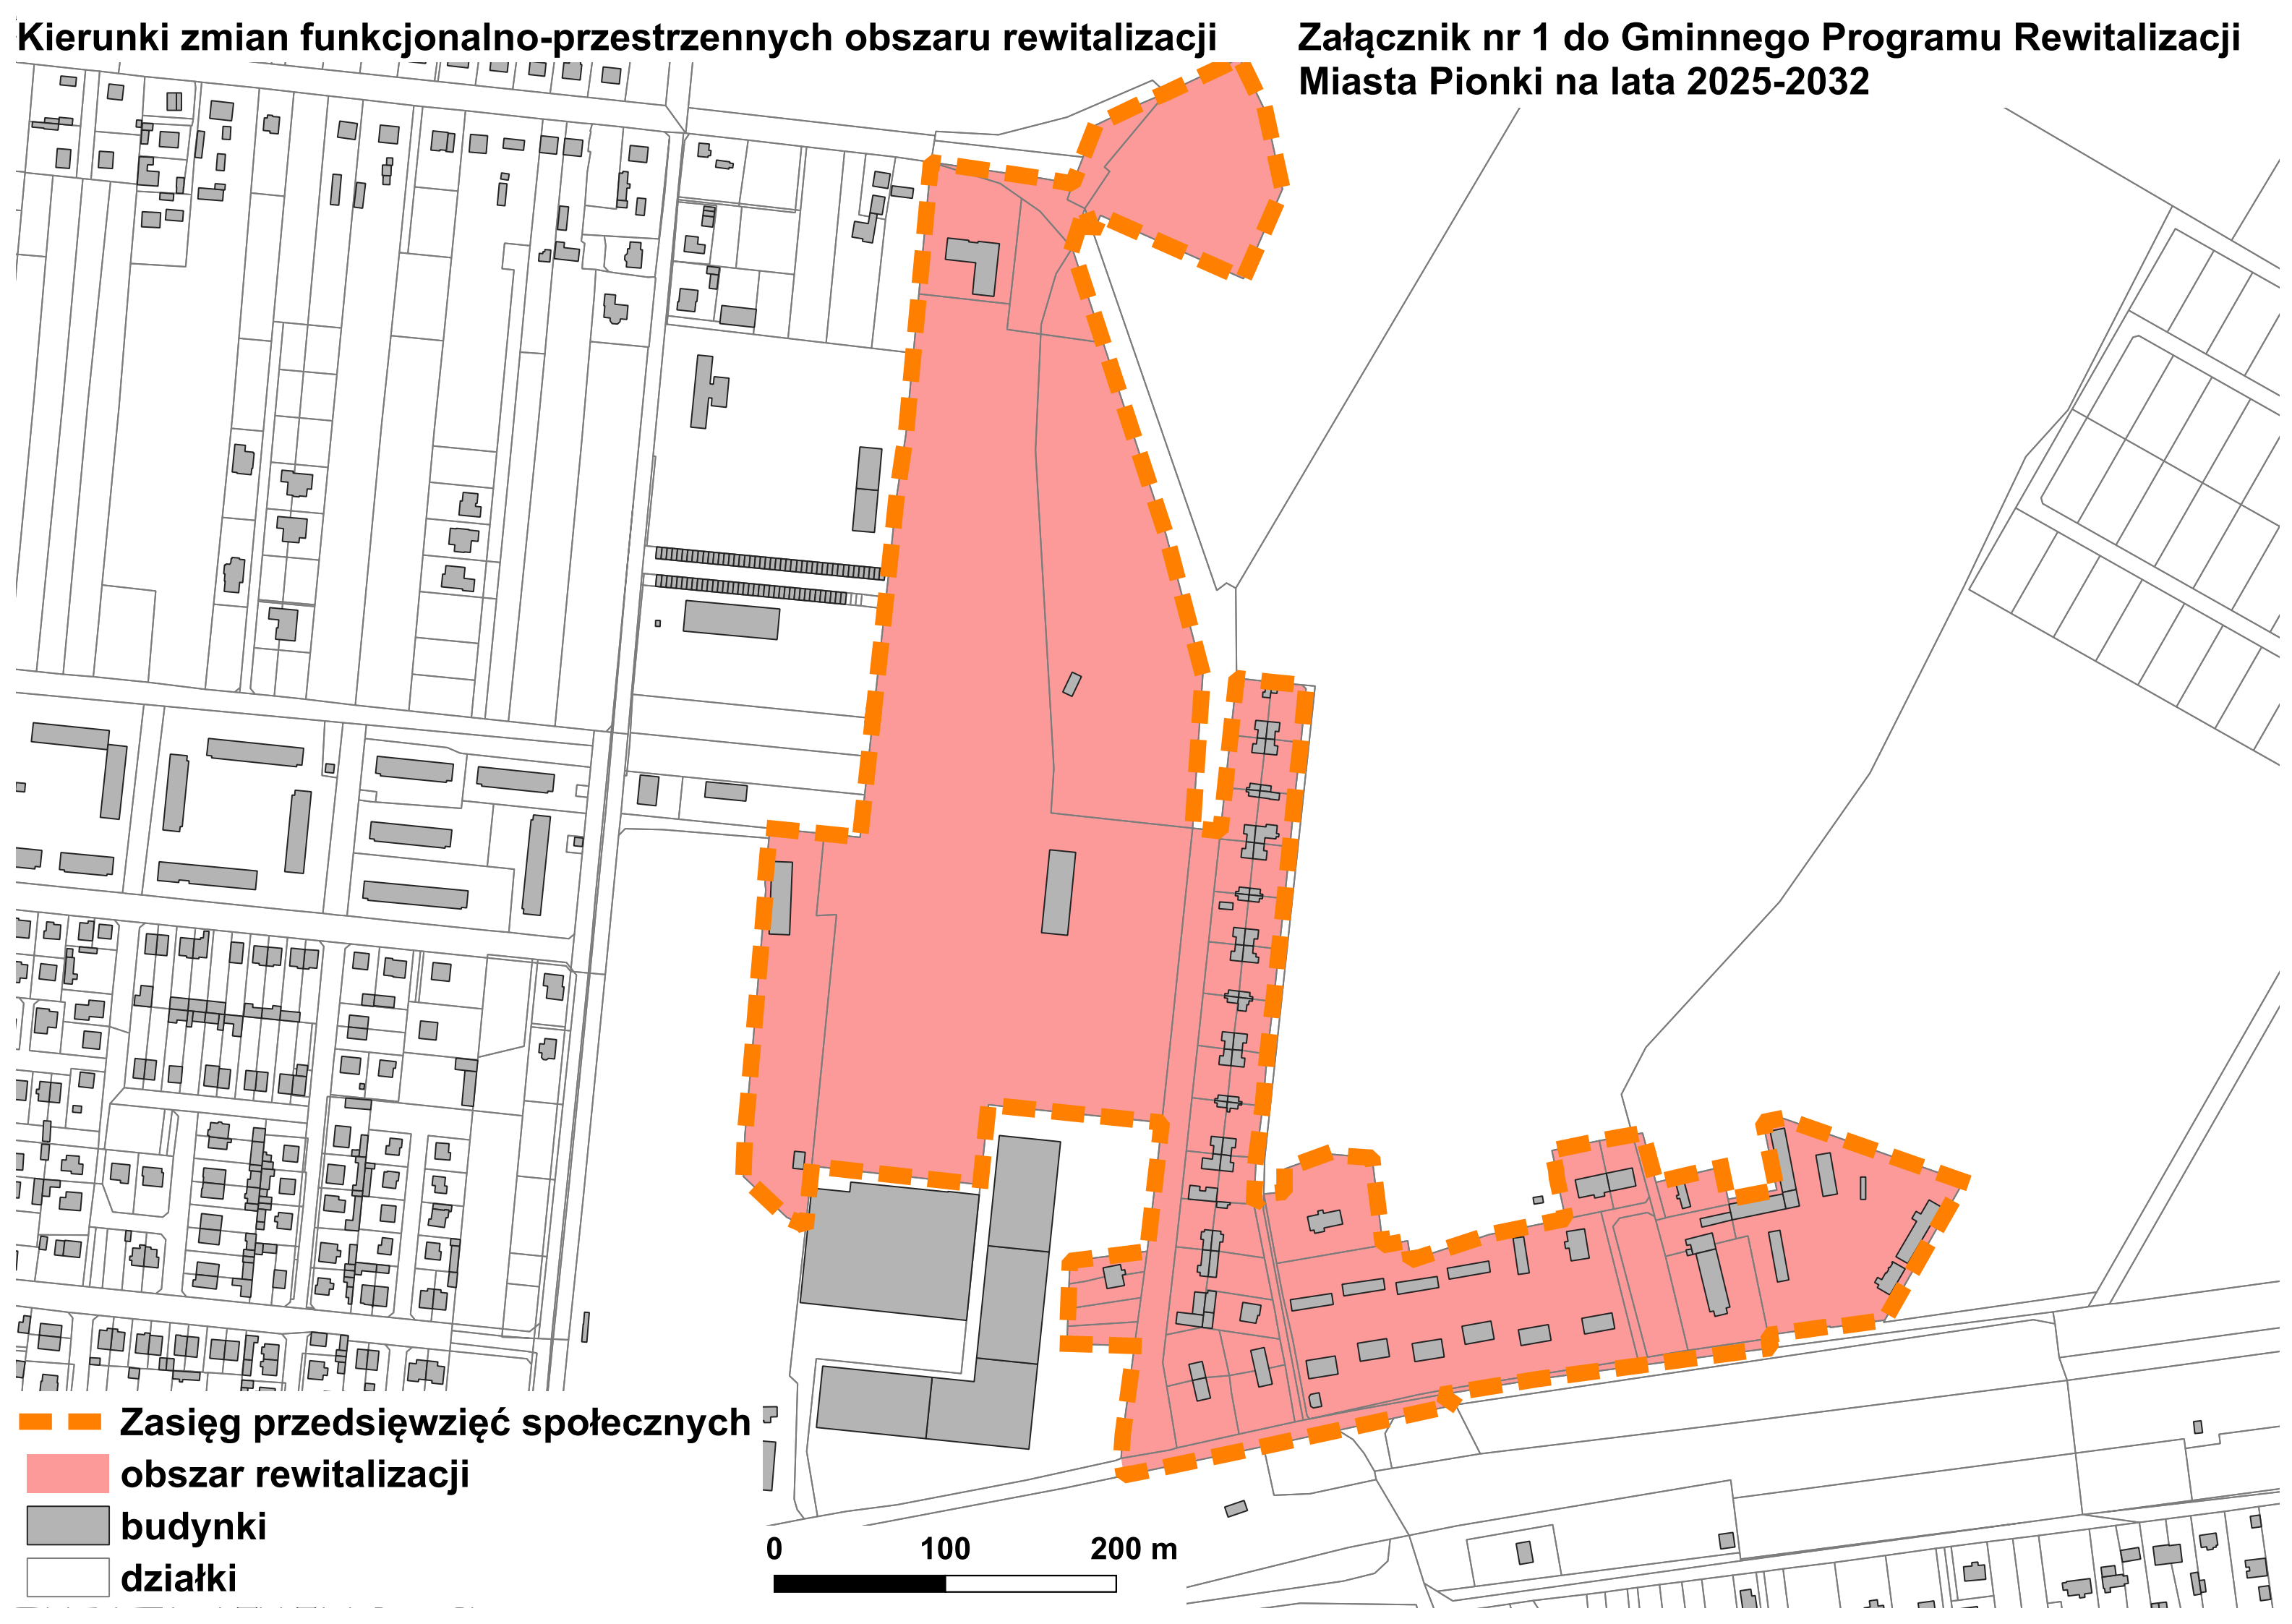 Kierunki zmian funkcjonalno-przestrzennych obszaru rewitalizacji
Załącznik nr 1 do Gminnego Programu Rewitalizacji
Miasta Pionki na lata 2025-2032
Zasięg przedsięwzięć społecznych
obszar rewitalizacji
budynki
działki
0 100 200 m